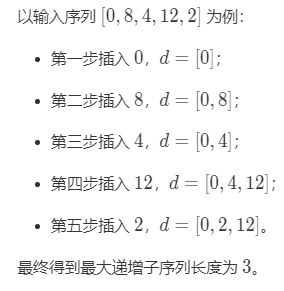 以输入序列 [0, 8, 4, 12, 2] 为例：
• 第一步插入 0，d = [0]；
• 第二步插入 8，d = [0, 8]；
• 第三步插入 4，d = [0, 4]；
• 第四步插入 12，d = [0, 4, 12]；
• 第五步插入 2，d = [0, 2, 12]。
最终得到最大递增子序列长度为 3。